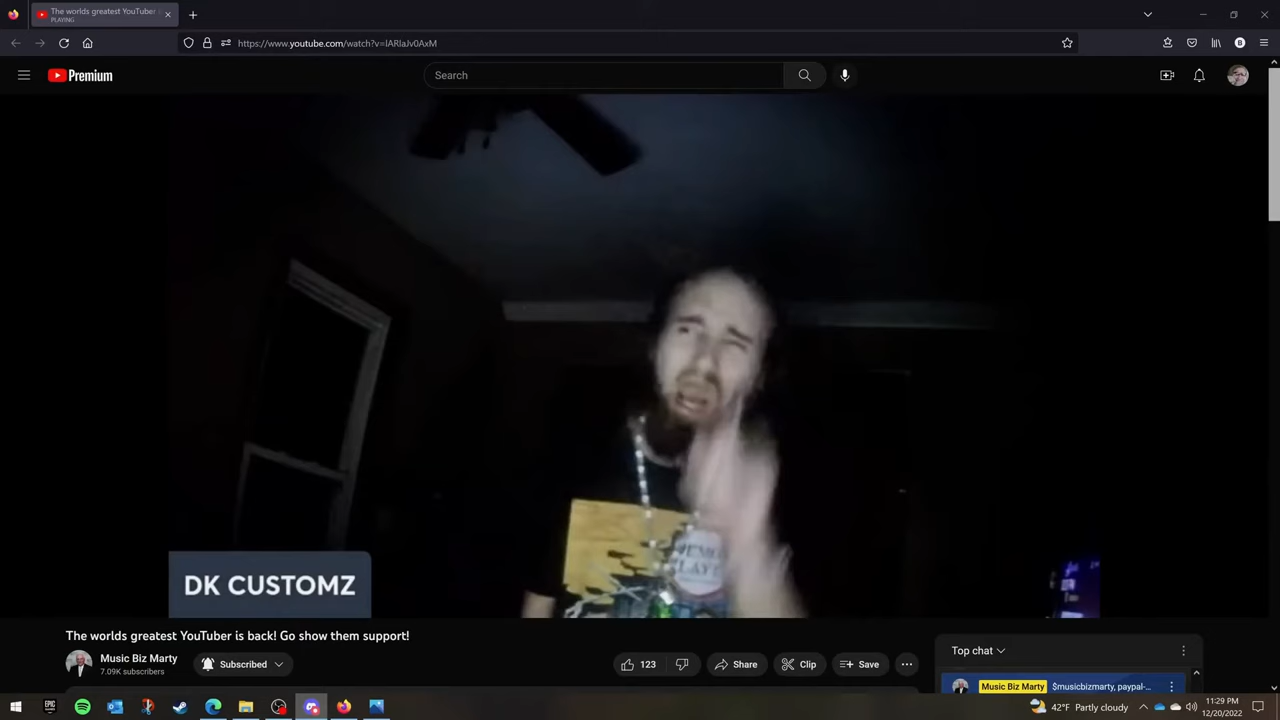 The worlds greatest YouTuber
PLAYING
https://www.youtube.com/watch?v=lARlaJv0AxM
B
Premium
Search
DK CUSTOMZ
The worlds greatest YouTuber is back! Go show them support!
Music Biz Marty
7.09K subscribers
Subscribed
123
Share
Clip
Save
Top chat
Music Biz Marty $musicbizmarty, paypal-...
EPIC
42°F Partly cloudy
11:29 PM
12/20/2022